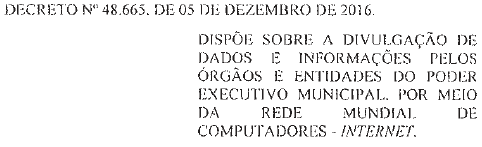 DECRETO Nº 48.665, DE 05 DE DEZEMBRO DE 2016.
DISPÕE SOBRE A DIVULGAÇÃO DE
DADOS E INFORMAÇÕES PELOS
ÓRGÃOS E ENTIDADES DO PODER
EXECUTIVO MUNICIPAL, POR MEIO
DA REDE MUNDIAL DE
COMPUTADORES - INTERNET.